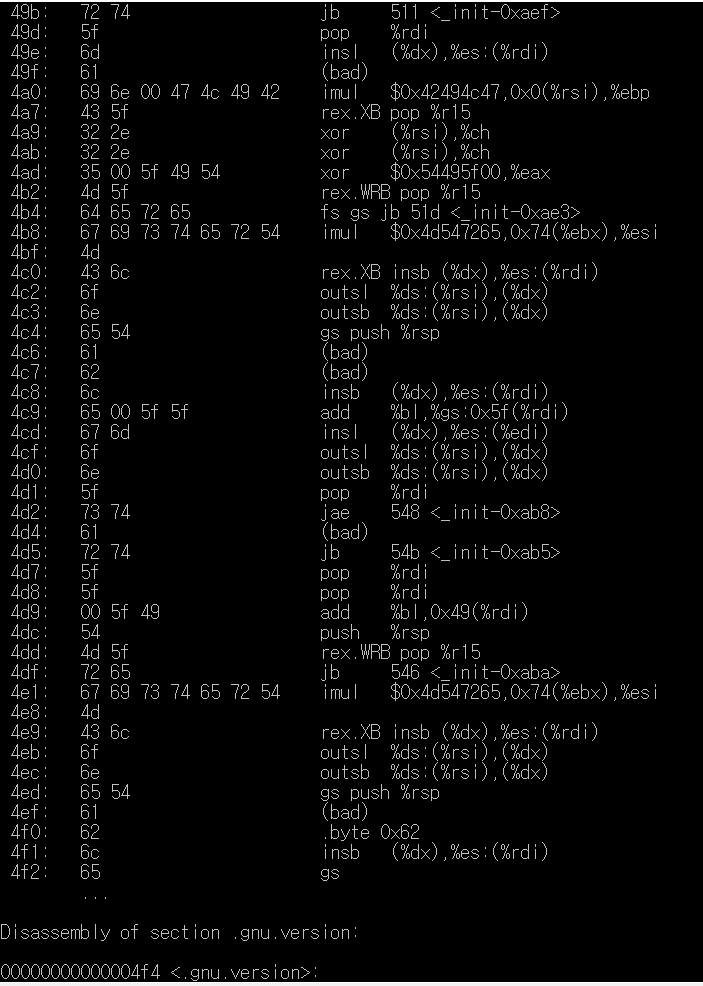 49b: 72 74 jb 511 <_init-0xaef>
49d: 5f pop %rdi
49e: 6d insl (%dx),%es:(%rdi)
49f: 61 (bad)
4a0: 69 6e 00 47 4c 49 42 imul $0x42494c47,0x0(%rsi),%ebp
4a7: 43 5f rex.XB pop %r15
4a9: 32 2e xor (%rsi),%ch
4ab: 32 2e xor (%rsi),%ch
4ad: 35 00 5f 49 54 xor $0x54495f00,%eax
4b2: 4d 5f rex.WRB pop %r15
4b4: 64 65 72 65 fs gs jb 51d <_init-0xae3>
4b8: 67 69 73 74 65 72 54 imul $0x4d547265,0x74(%ebx),%esi
4bf: 4d
4c0: 43 6c rex.XB insb (%dx),%es:(%rdi)
4c2: 6f outsl %ds:(%rsi),(%dx)
4c3: 6e outsb %ds:(%rsi),(%dx)
4c4: 65 54 gs push %rsp
4c6: 61 (bad)
4c7: 62 (bad)
4c8: 6c insb (%dx),%es:(%rdi)
4c9: 65 00 5f 5f add %bl,%gs:0x5f(%rdi)
4cd: 67 6d insl (%dx),%es:(%edi)
4cf: 6f outsl %ds:(%rsi),(%dx)
4d0: 6e outsb %ds:(%rsi),(%dx)
4d1: 5f pop %rdi
4d2: 73 74 jae 548 <_init-0xab8>
4d4: 61 (bad)
4d5: 72 74 jb 54b <_init-0xab5>
4d7: 5f pop %rdi
4d8: 5f pop %rdi
4d9: 00 5f 49 add %bl,0x49(%rdi)
4dc: 54 push %rsp
4dd: 4d 5f rex.WRB pop %r15
4df: 72 65 jb 546 <_init-0xaba>
4e1: 67 69 73 74 65 72 54 imul $0x4d547265,0x74(%ebx),%esi
4e8: 4d
4e9: 43 6c rex.XB insb (%dx),%es:(%rdi)
4eb: 6f outsl %ds:(%rsi),(%dx)
4ec: 6e outsb %ds:(%rsi),(%dx)
4ed: 65 54 gs push %rsp
4ef: 61 (bad)
4f0: 62 .byte 0x62
4f1: 6c insb (%dx),%es:(%rdi)
4f2: 65 gs
...
Disassembly of section .gnu.version:
00000000000004f4 <.gnu.version>: